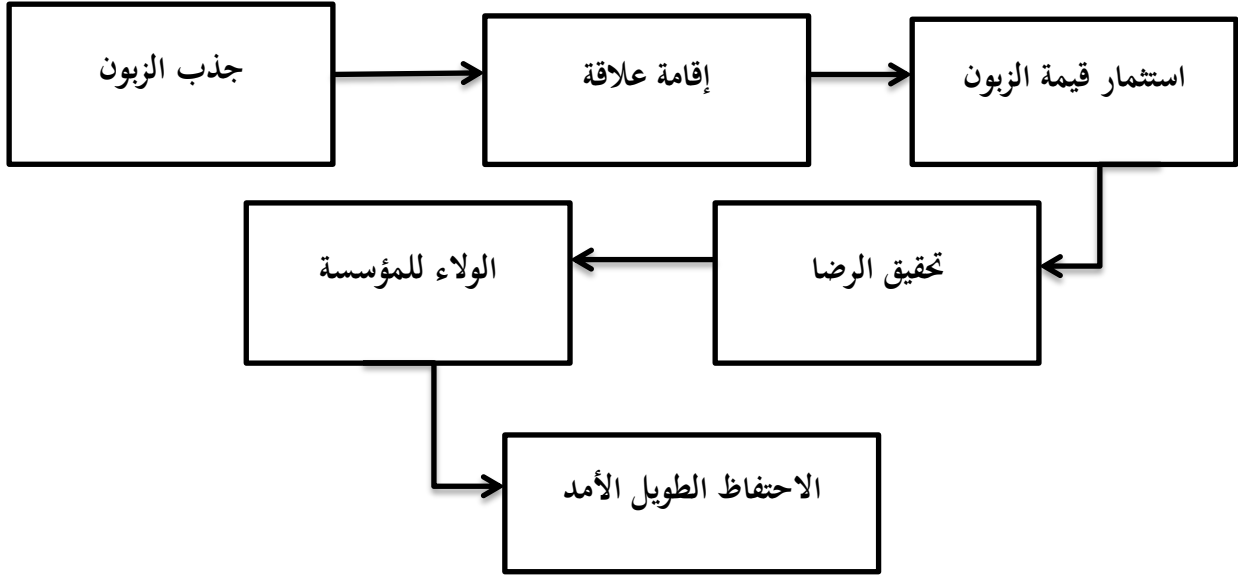 جذب الزبون
إقامة علاقة
استثمار قيمة الزبون
تحقيق الرضا
الولاء للمؤسسة
الاحتفاظ الطويل الأمد